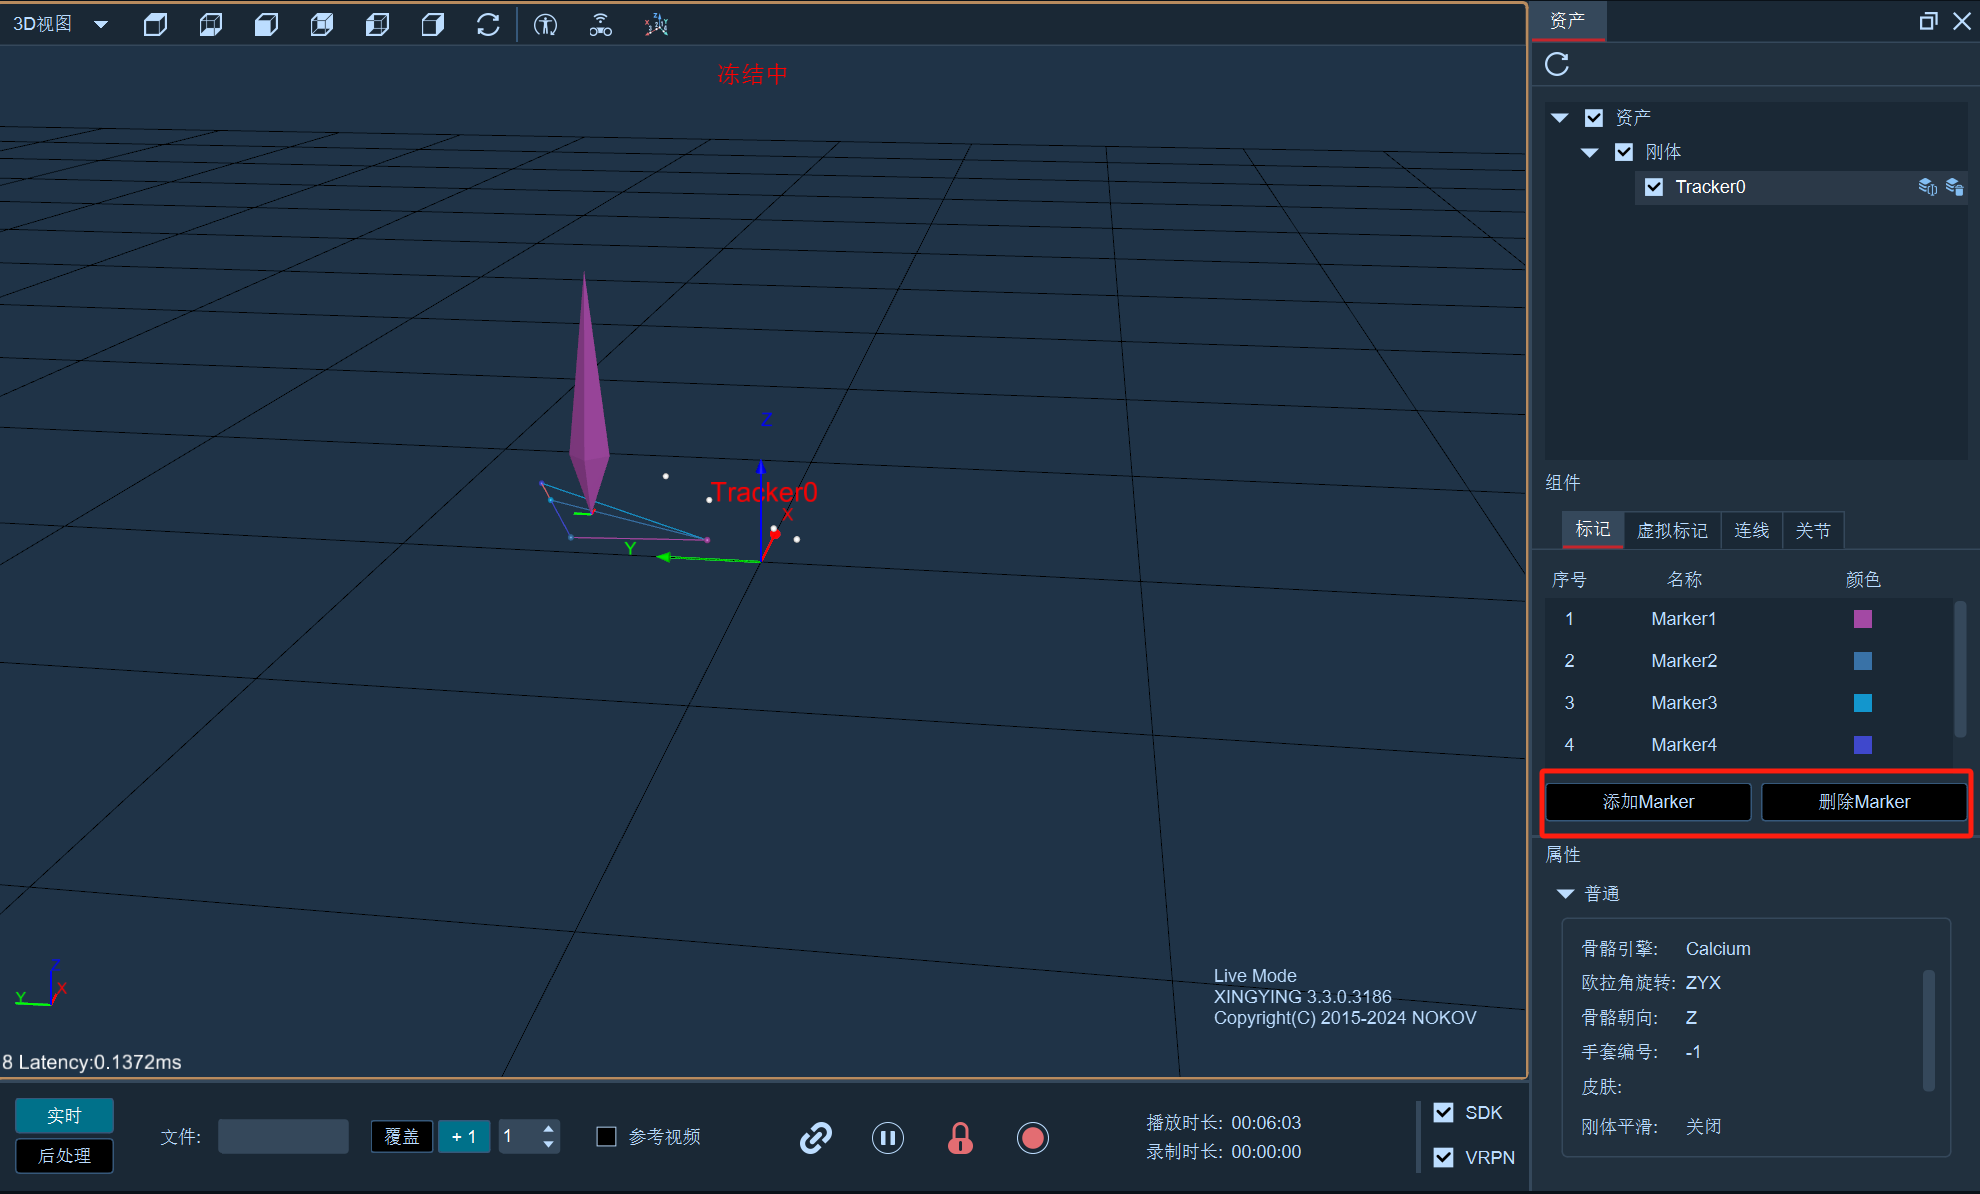 3D视图
冻结中
Z
Tracker0
X
Y
Z
X
Y
Live Mode
XINGYING 3.3.0.3186
Copyright(C) 2015-2024 NOKOV
8 Latency:0.1372ms
资产
资产
刚体
Tracker0
组件
标记 虚拟标记 连线 关节
序号 名称 颜色
1 Marker1
2 Marker2
3 Marker3
4 Marker4
添加Marker 删除Marker
属性
普通
骨骼引擎: Calcium
欧拉角旋转: ZYX
骨骼朝向: Z
手套编号: -1
皮肤:
刚体平滑: 关闭
实时
后处理
文件: 覆盖 + 1 1 参考视频
播放时长: 00:06:03
录制时长: 00:00:00
SDK
VRPN